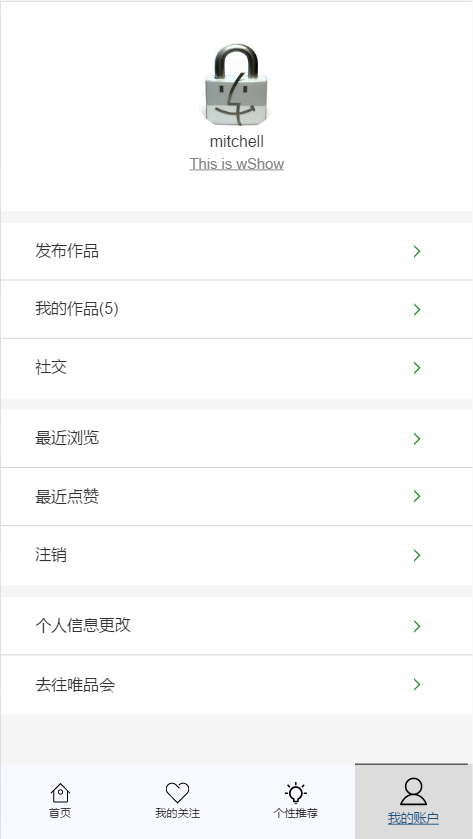 mitchell
This is wShow
发布作品
我的作品(5)
社交
最近浏览
最近点赞
注销
个人信息更改
去往唯品会
首页
我的关注
个性推荐
我的账户